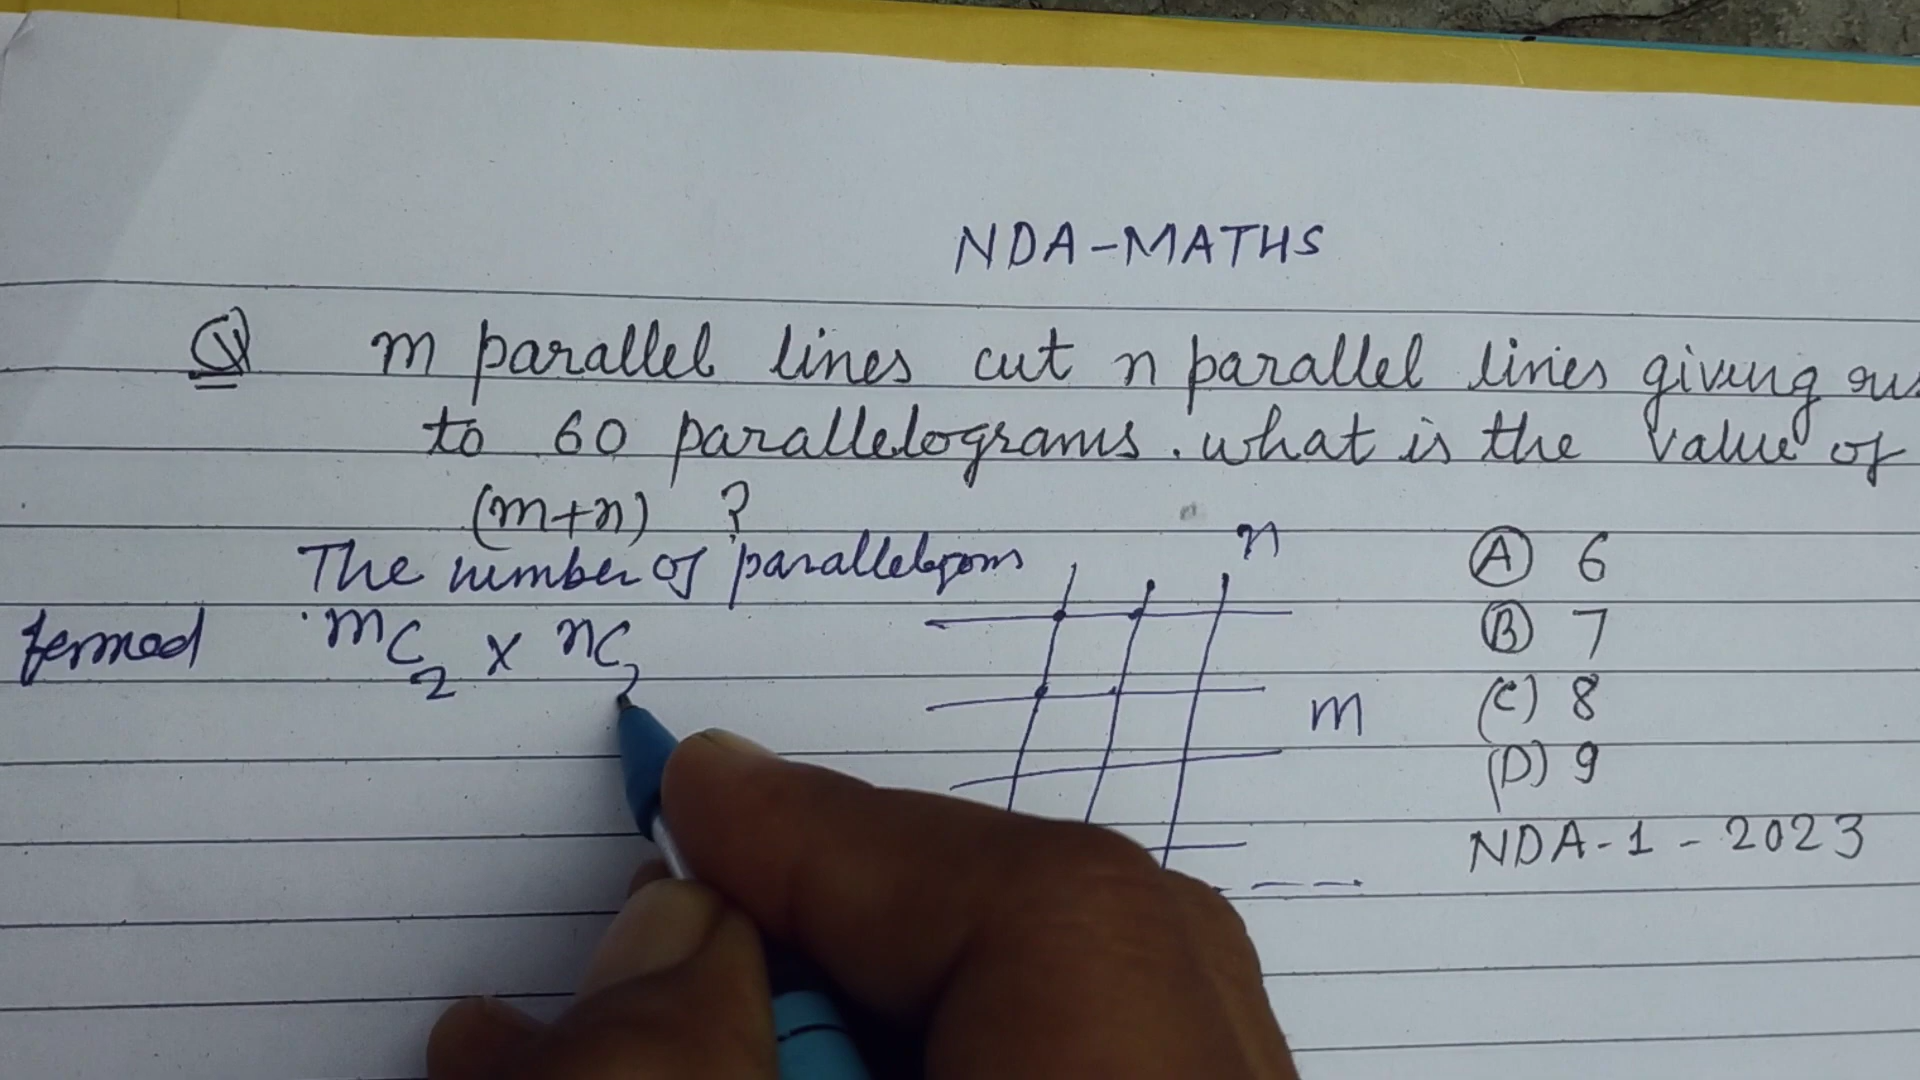 NDA-MATHS
Q m parallel lines cut n parallel lines giving
to 60 parallelograms. what is the value of
(m+n) ?
The number of parallelograms
formed mC2 x nC2
n
m
(A) 6
(B) 7
(C) 8
(D) 9
NDA-1-2023